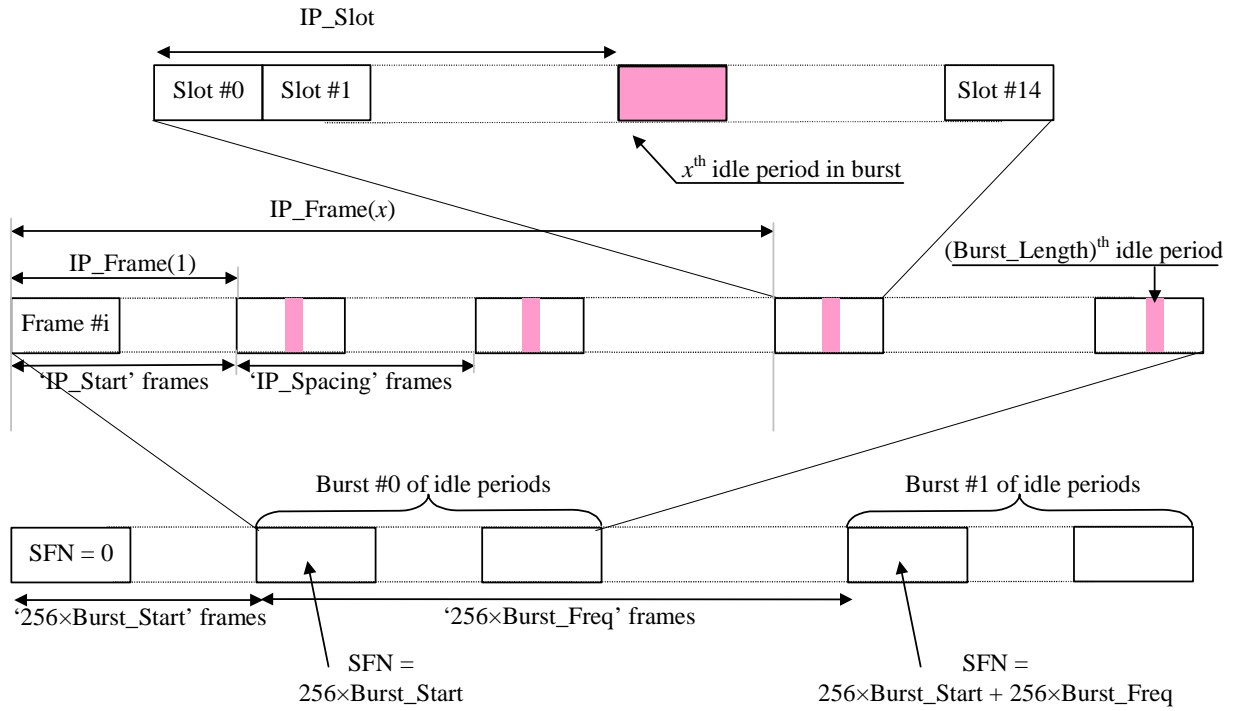 IP_Slot
Slot #0
Slot #1
Slot #14
xth idle period in burst
IP_Frame(x)
IP_Frame(1)
(Burst_Length)th idle period
Frame #i
‘IP_Start’ frames
‘IP_Spacing’ frames
Burst #0 of idle periods
Burst #1 of idle periods
SFN = 0
‘256×Burst_Start’ frames
‘256×Burst_Freq’ frames
SFN =
256×Burst_Start
SFN =
256×Burst_Start + 256×Burst_Freq